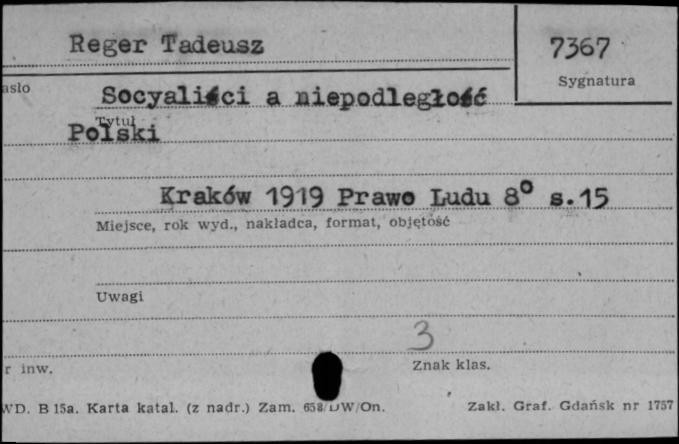 Reger Tadeusz
7367
Sygnatura
asło
Socyaliści a niepodległość
Tytuł
Polski
Kraków 1919 Prawo Ludu 8° s.15
Miejsce, rok wyd., nakładca, format, objętość
Uwagi
3
r inw.
Znak klas.
WD. B 15a. Karta katal. (z nadr.) Zam. 658/DW/On.
Zakł. Graf. Gdańsk nr 1757